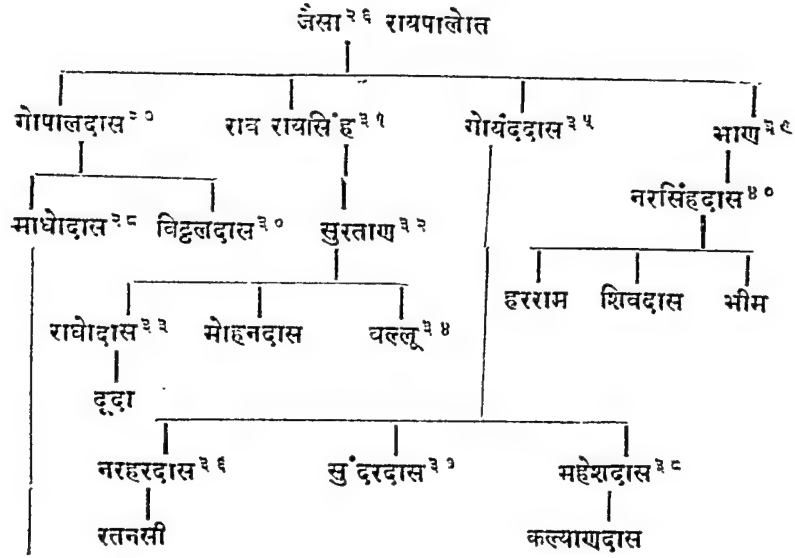 जैसा२६ रायपालोत
गोपालदास२७ राव रायसिंह३१ गोयंददास३५ भाण३९
नरसिंहदास४०
माधोदास२८ विट्ठलदास३० सुरताण३२
हरराम शिवदास भीम
राघोदास३३ मोहनदास वल्लू३४
दूदा
नरहरदास३६ सुंदरदास३७ महेशदास३८
रतनसी कल्याणदास